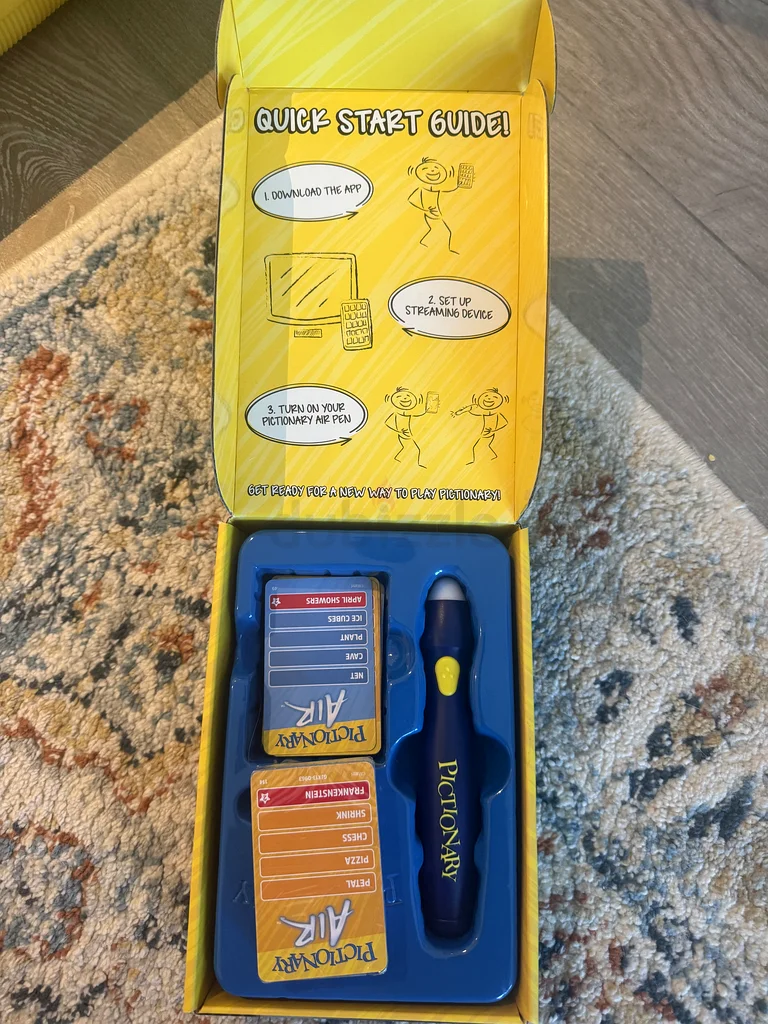 QUICK START GUIDE!
1. DOWNLOAD THE APP
2. SET UP
STREAMING DEVICE
3. TURN ON YOUR
PICTIONARY AIR PEN
GET READY FOR A NEW WAY TO PLAY PICTIONARY!
dubizzle
PICTIONARY
AIR
NET
CAVE
PLANT
ICE CUBES
APRIL SHOWERS
PICTIONARY
PICTIONARY
AIR
PETAL
PIZZA
CHESS
SHRINK
FRANKENSTEIN